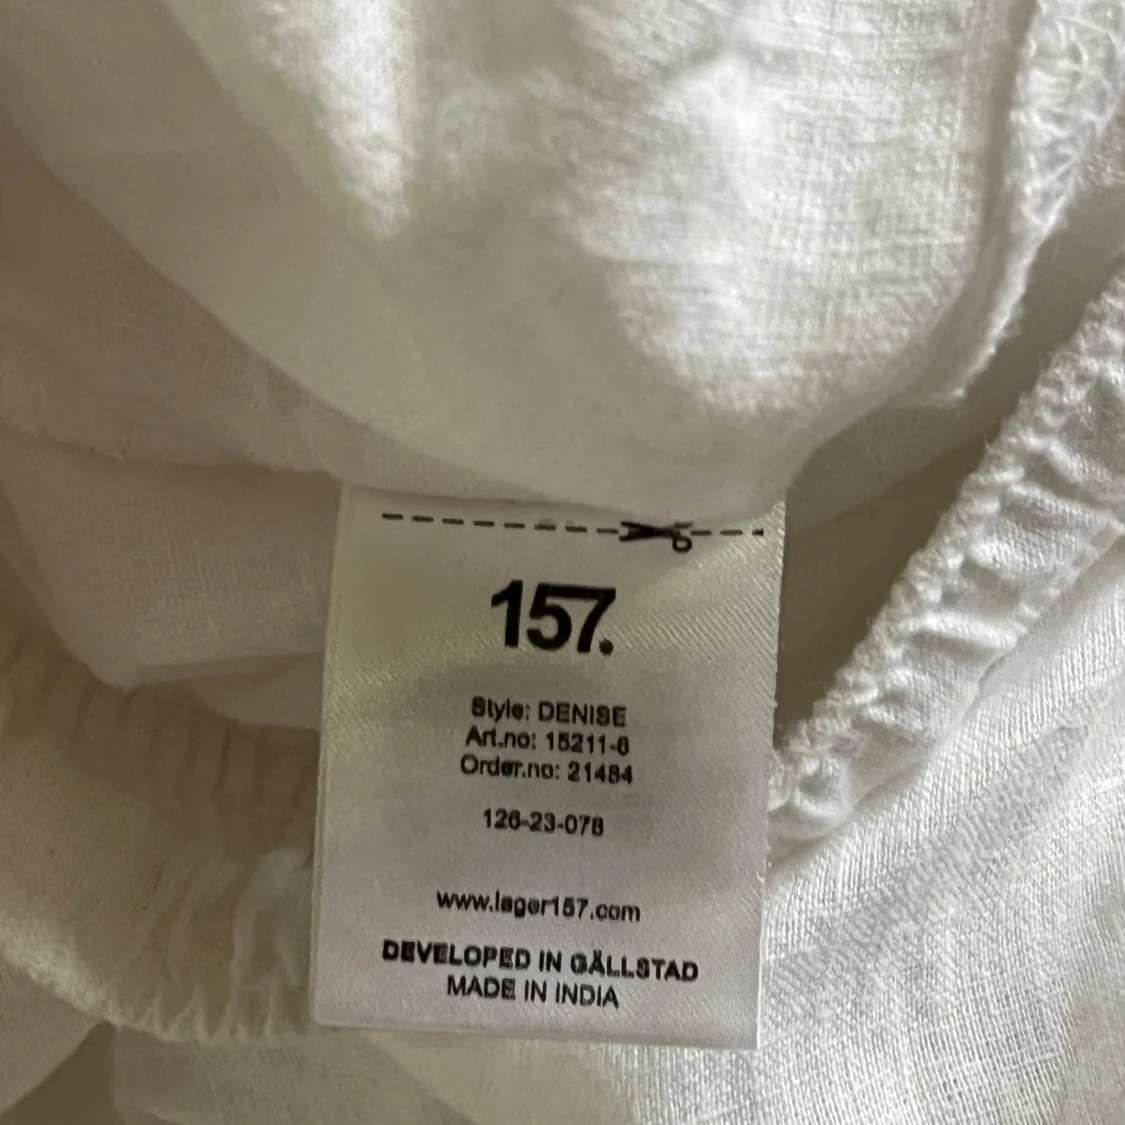 157.
Style: DENISE
Art.no: 15211-6
Order.no: 21484
126-23-078
www.lager157.com
DEVELOPED IN GÄLLSTAD
MADE IN INDIA